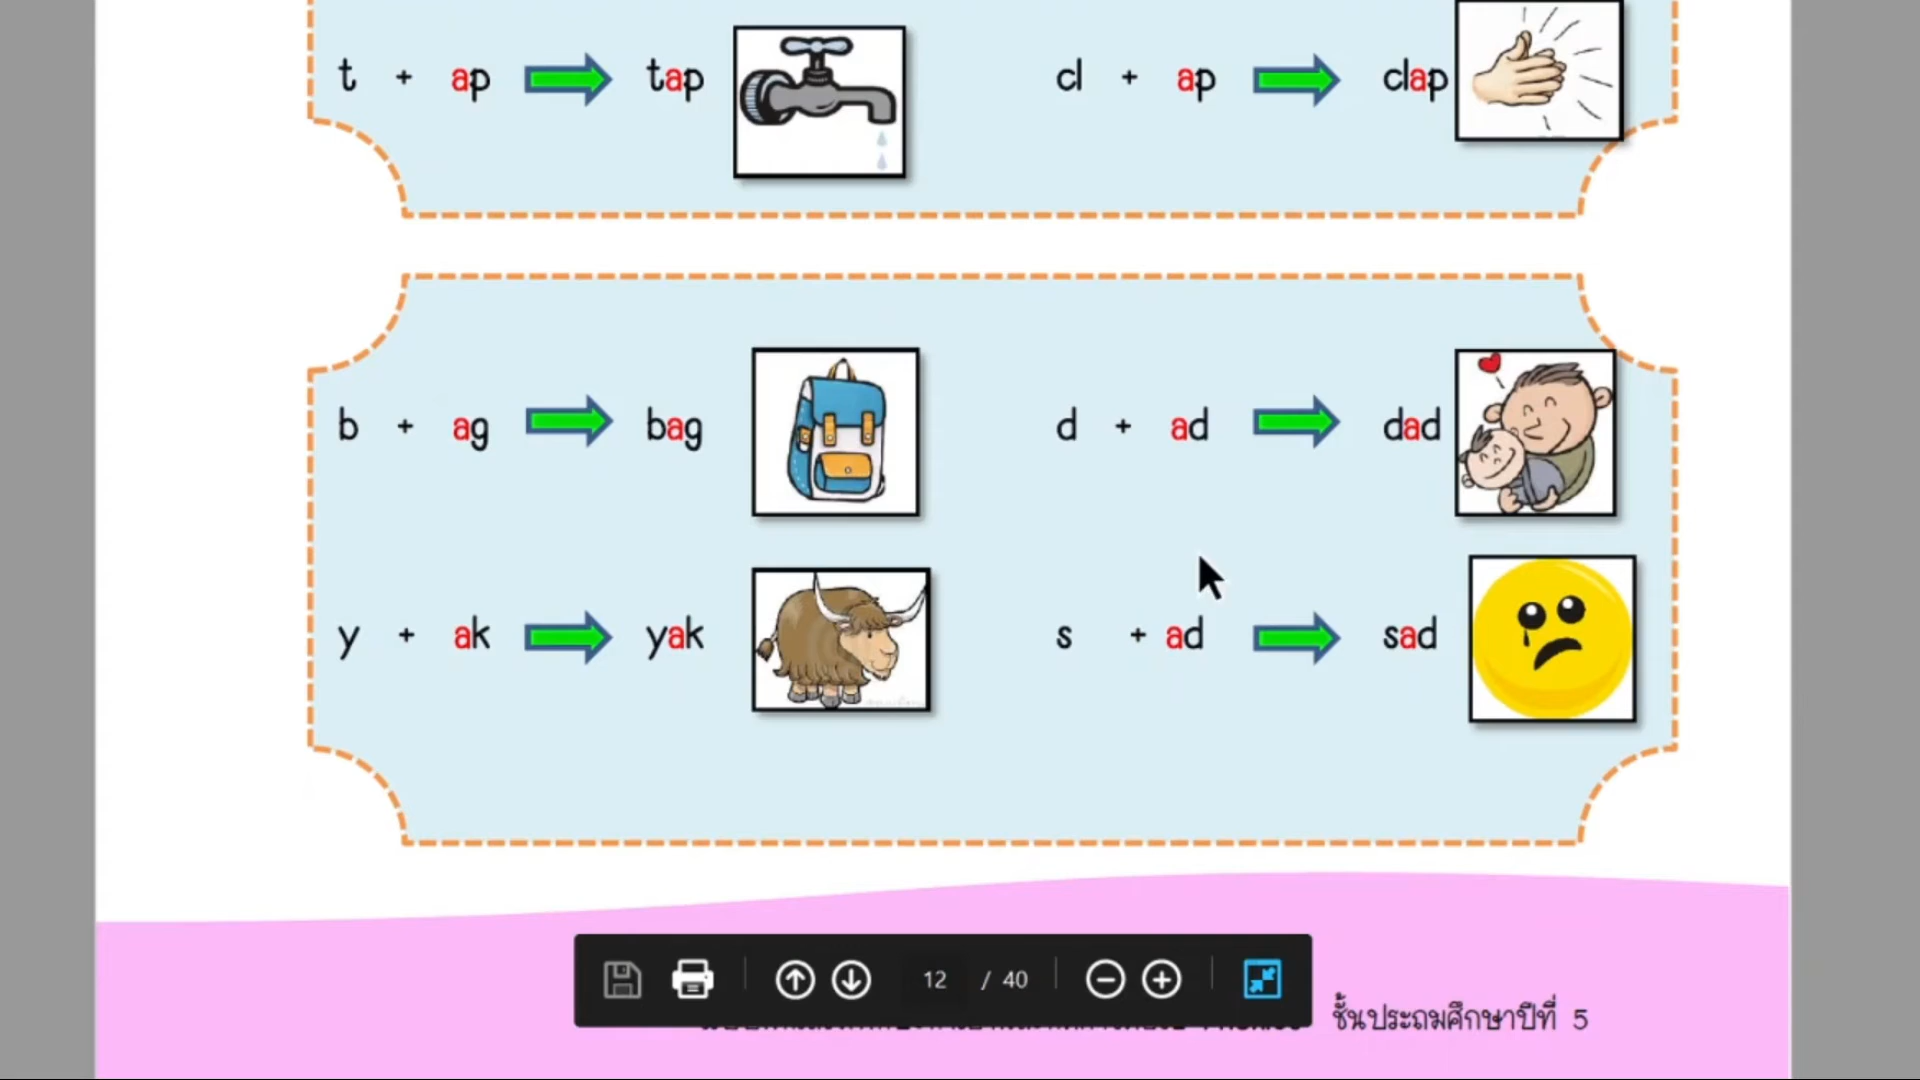 t + ap tap
cl + ap clap
b + ag bag
d + ad dad
y + ak yak
s + ad sad
12 / 40
ชั้นประถมศึกษาปีที่ 5